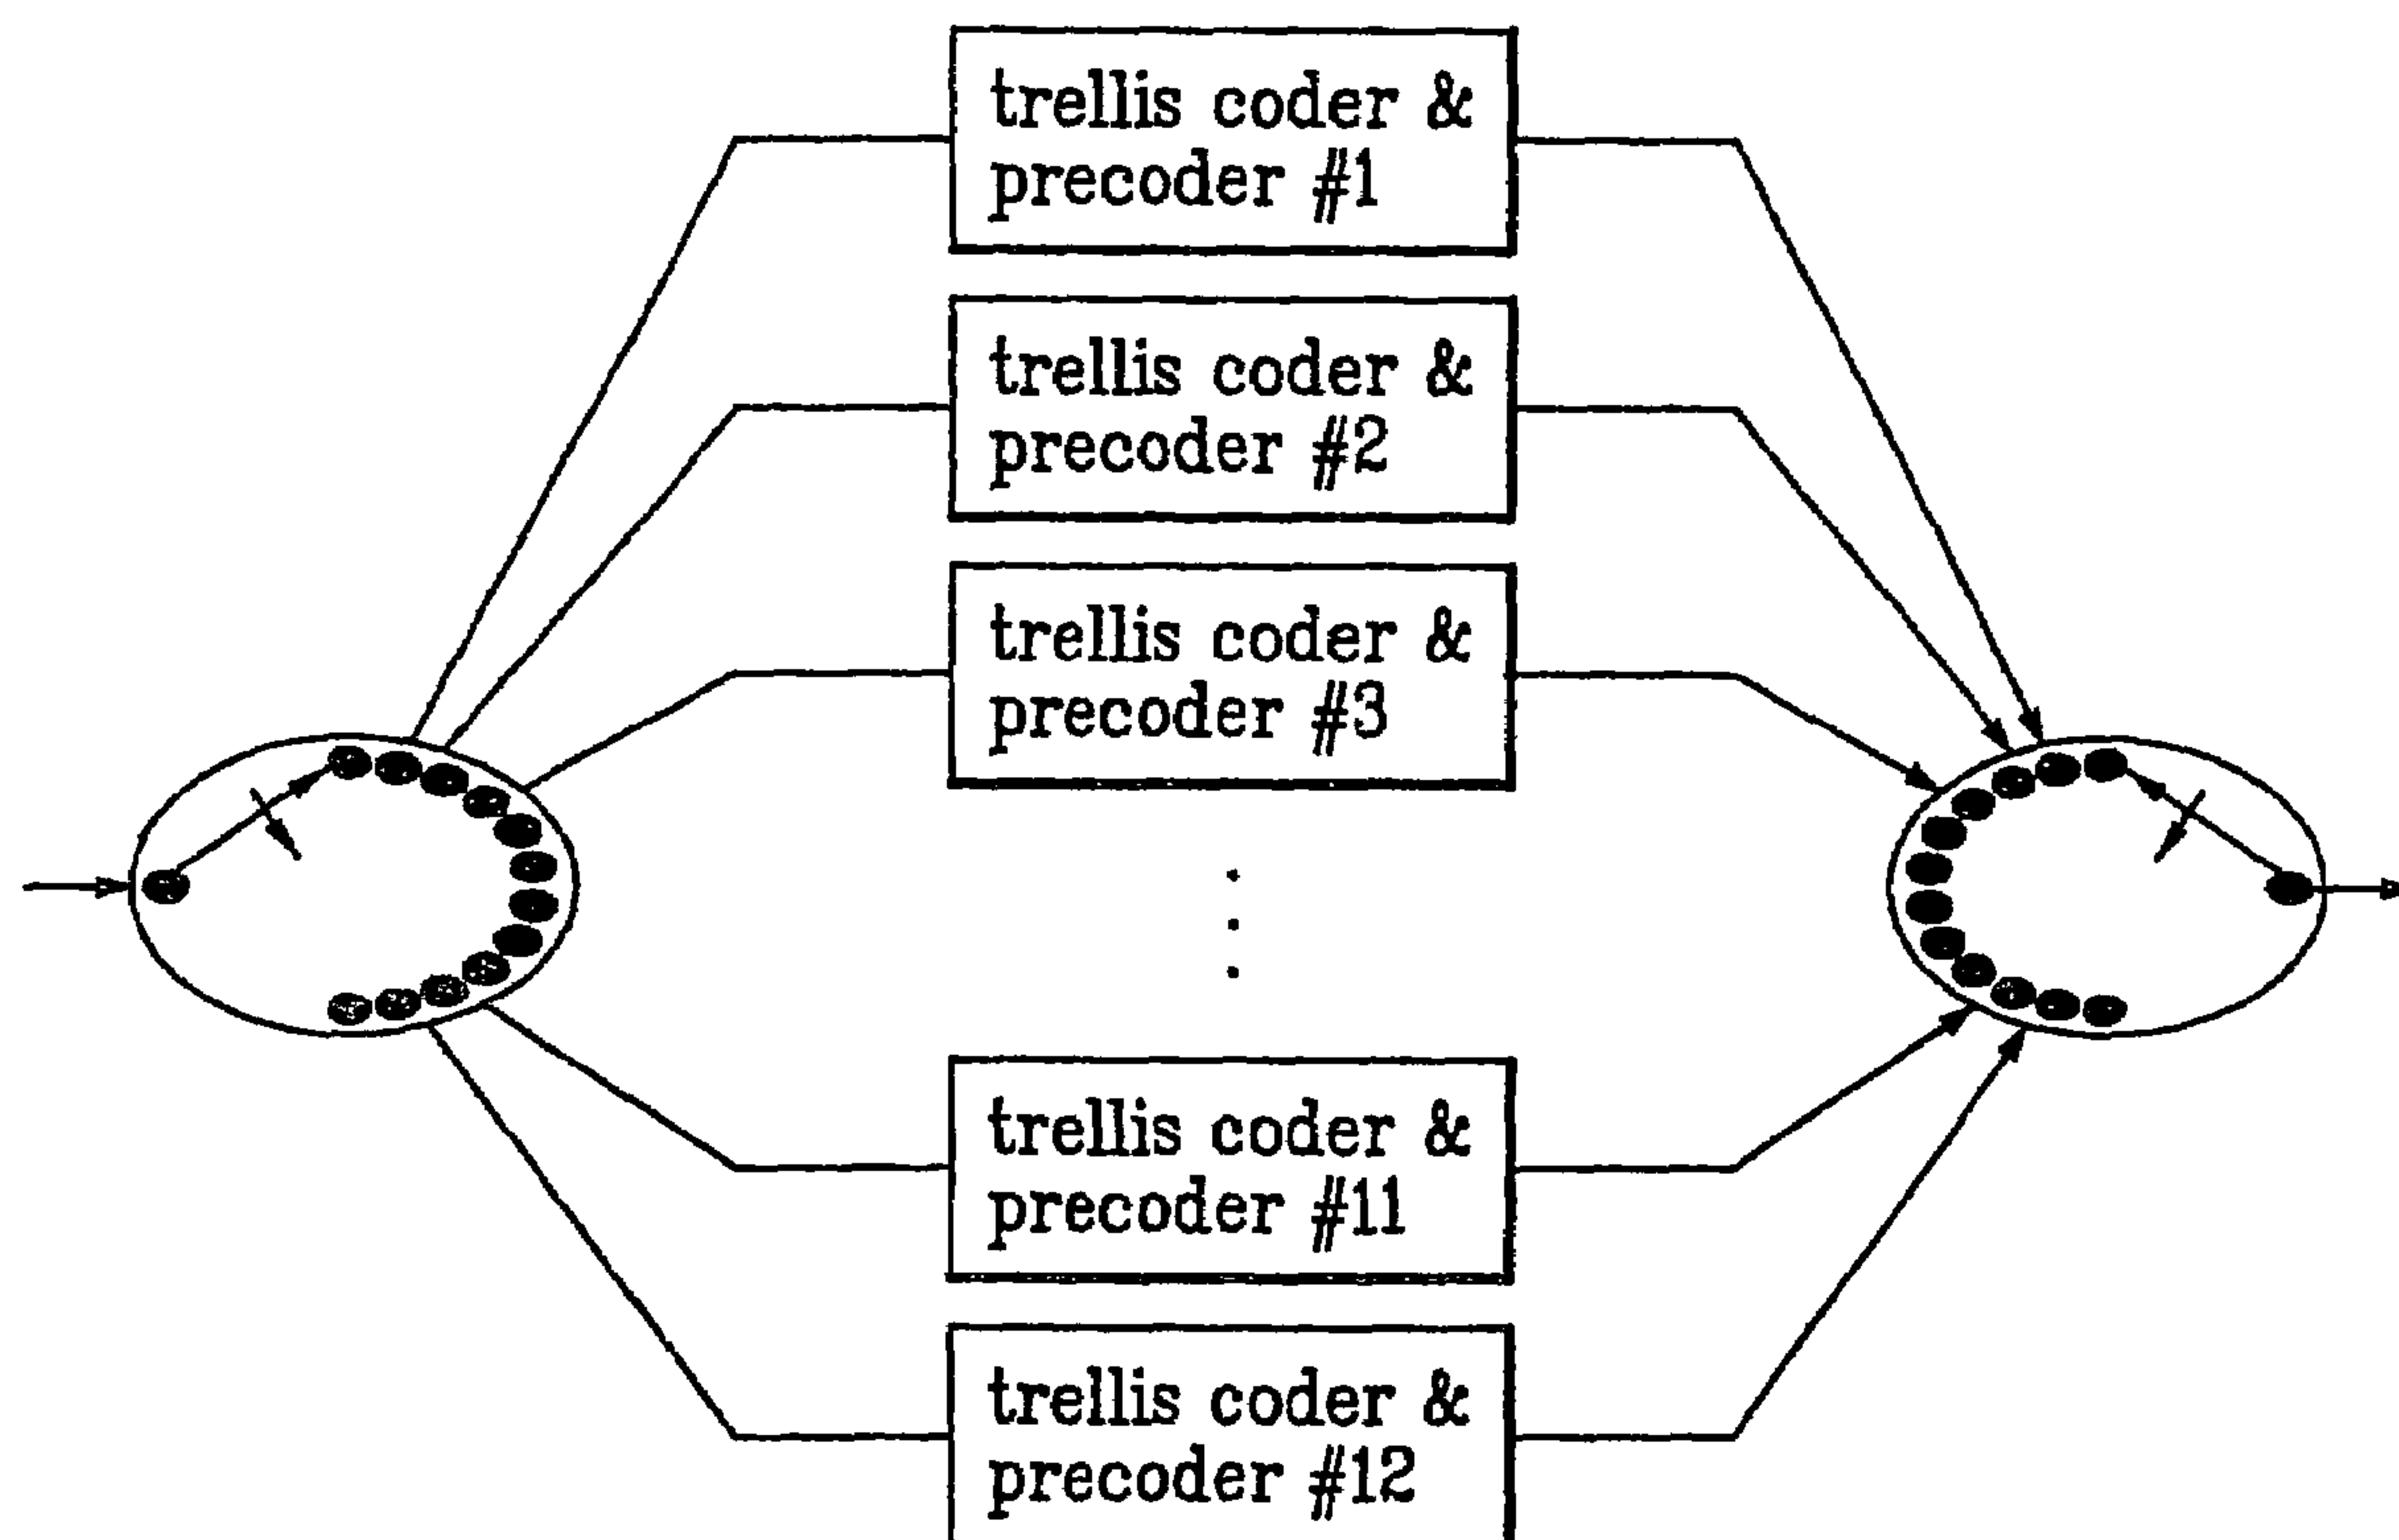 trellis coder &
precoder #1
trellis coder &
precoder #2
trellis coder &
precoder #3
trellis coder &
precoder #11
trellis coder &
precoder #12